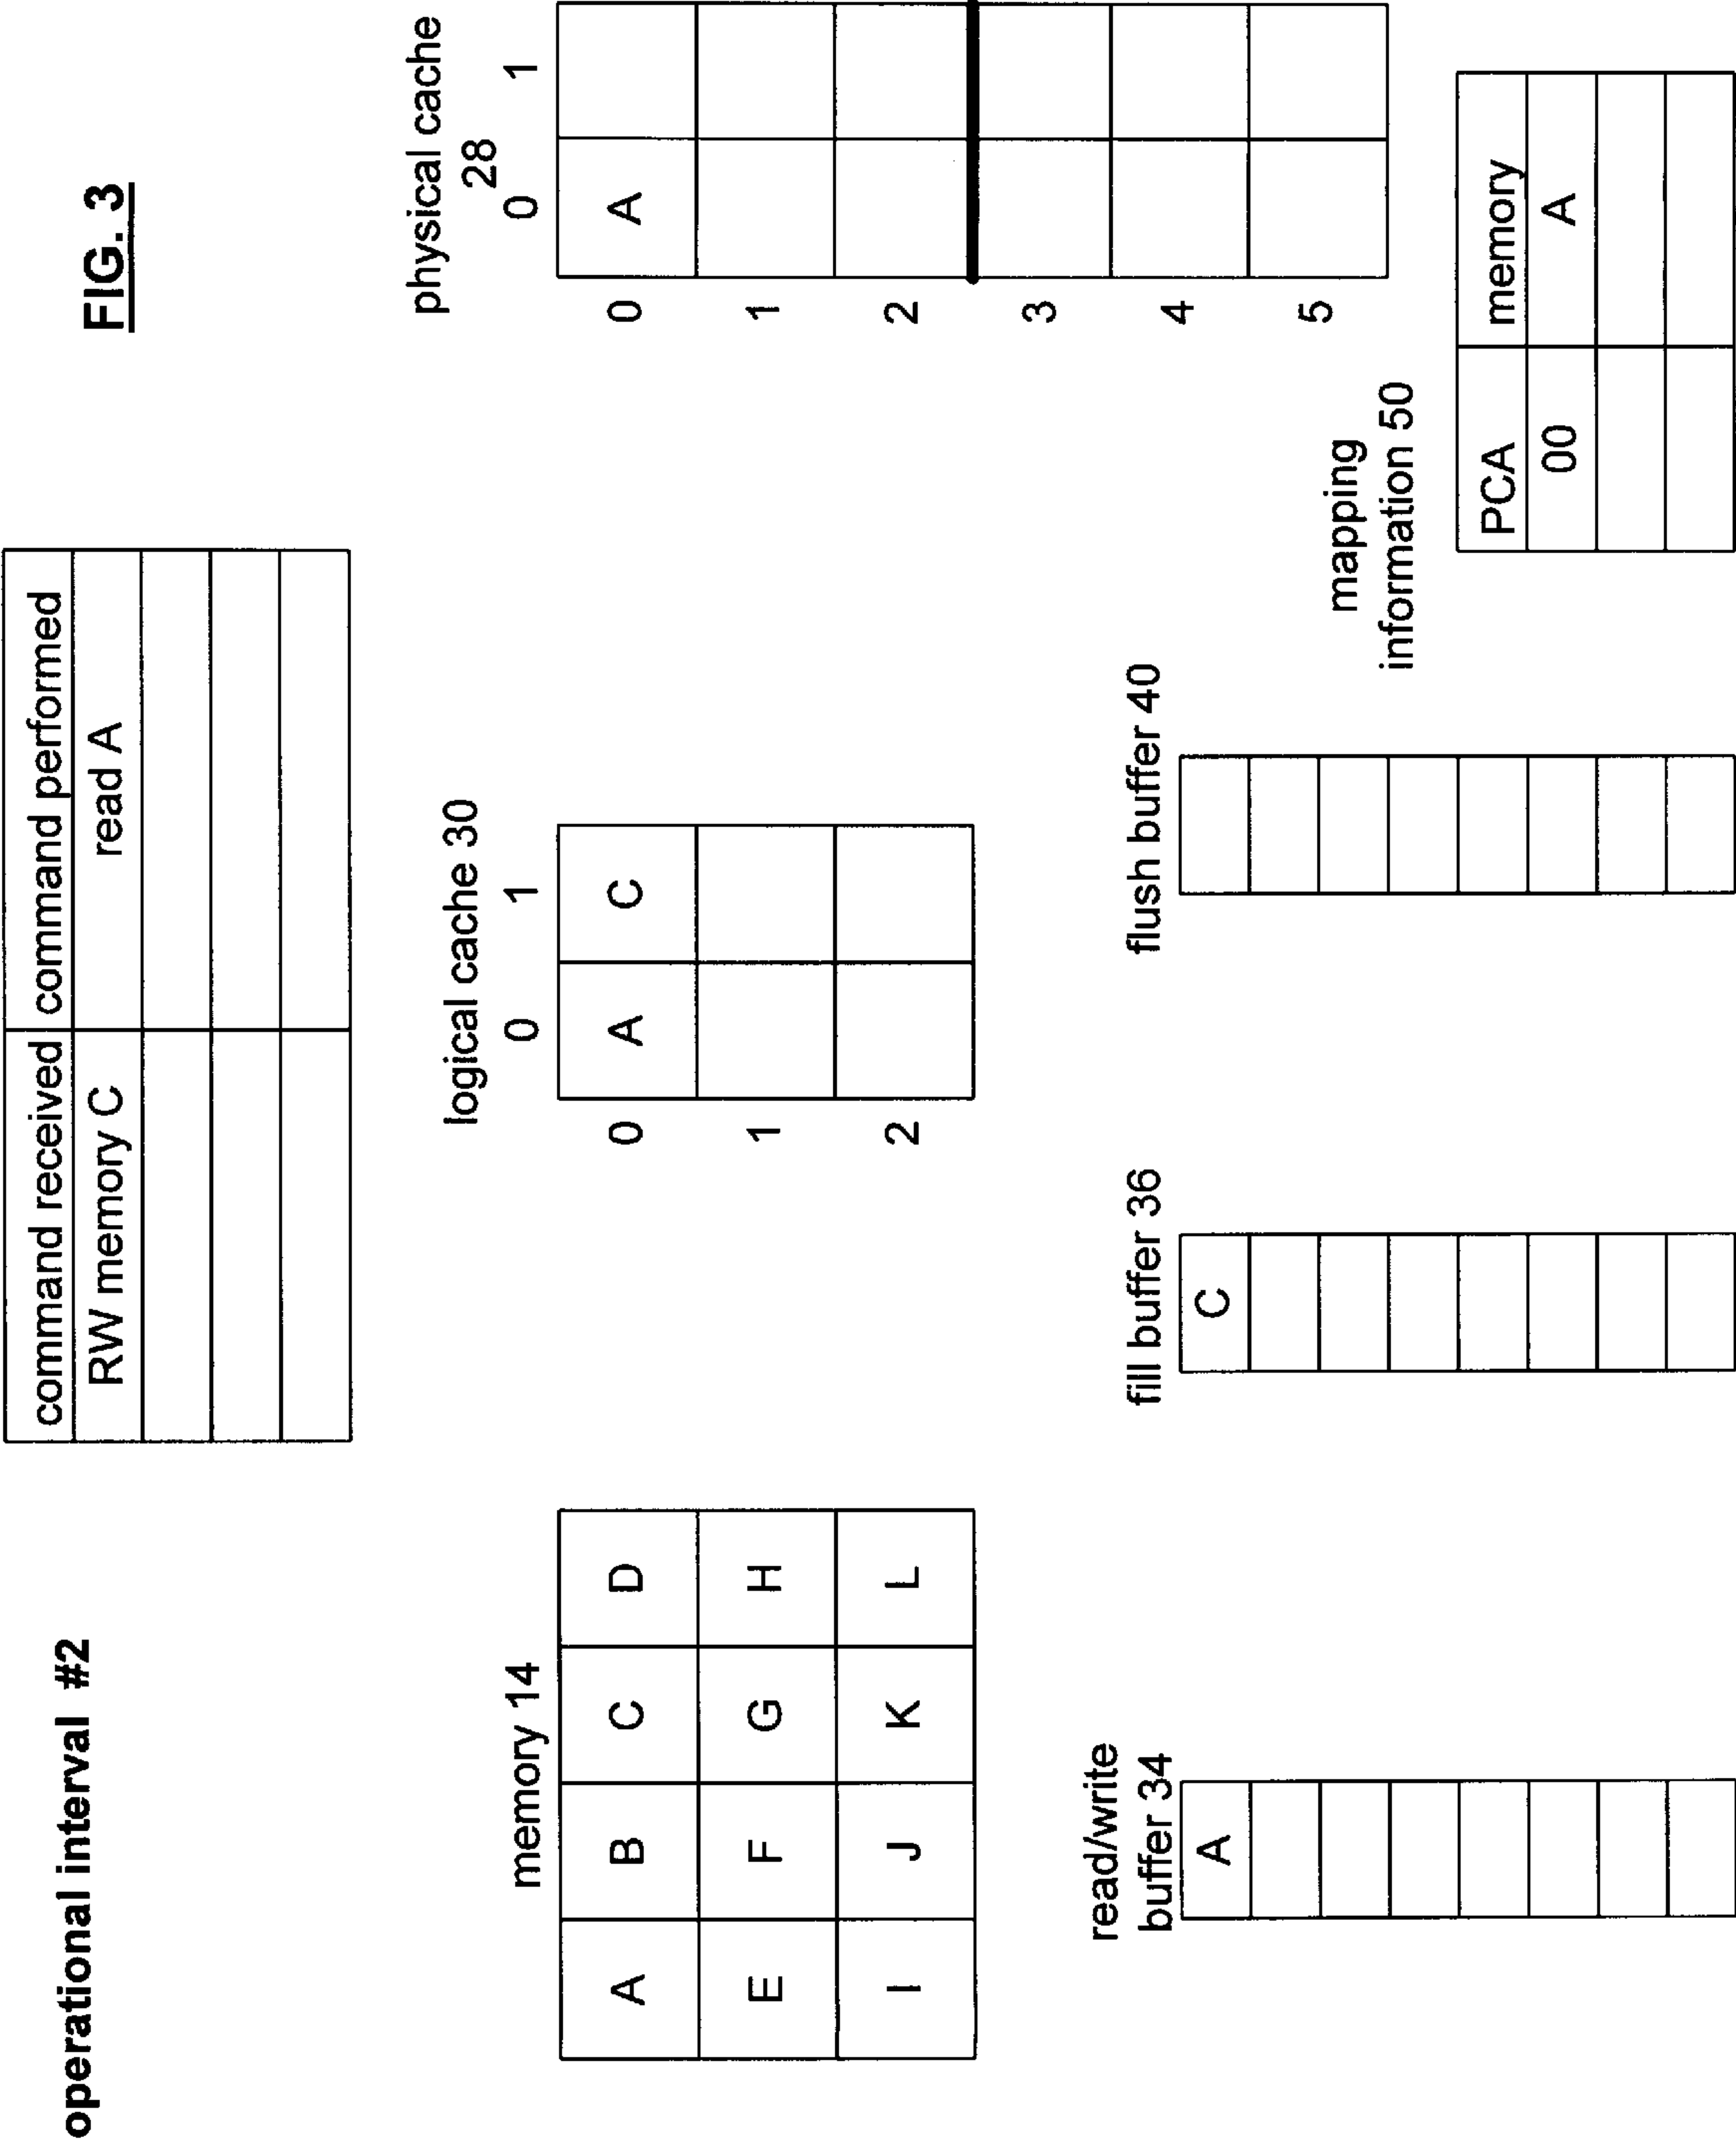 operational interval #2
FIG. 3
command received command performed
RW memory C read A
memory 14
A B C D
E F G H
I J K L
logical cache 30
0 1
0 A C
1
2
physical cache
28
0 1
0 A
1
2
3
4
5
read/write
buffer 34
A
fill buffer 36
C
flush buffer 40
mapping
information 50
PCA memory
00 A